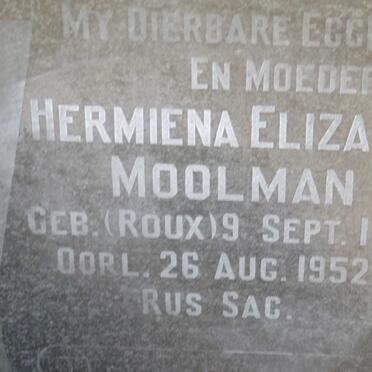 MY DIERBARE EGG
EN MOEDER
HERMIENA ELIZA
MOOLMAN
GEB. (ROUX) 9 SEPT. 1
OORL. 26 AUG. 1952
RUS SAG.